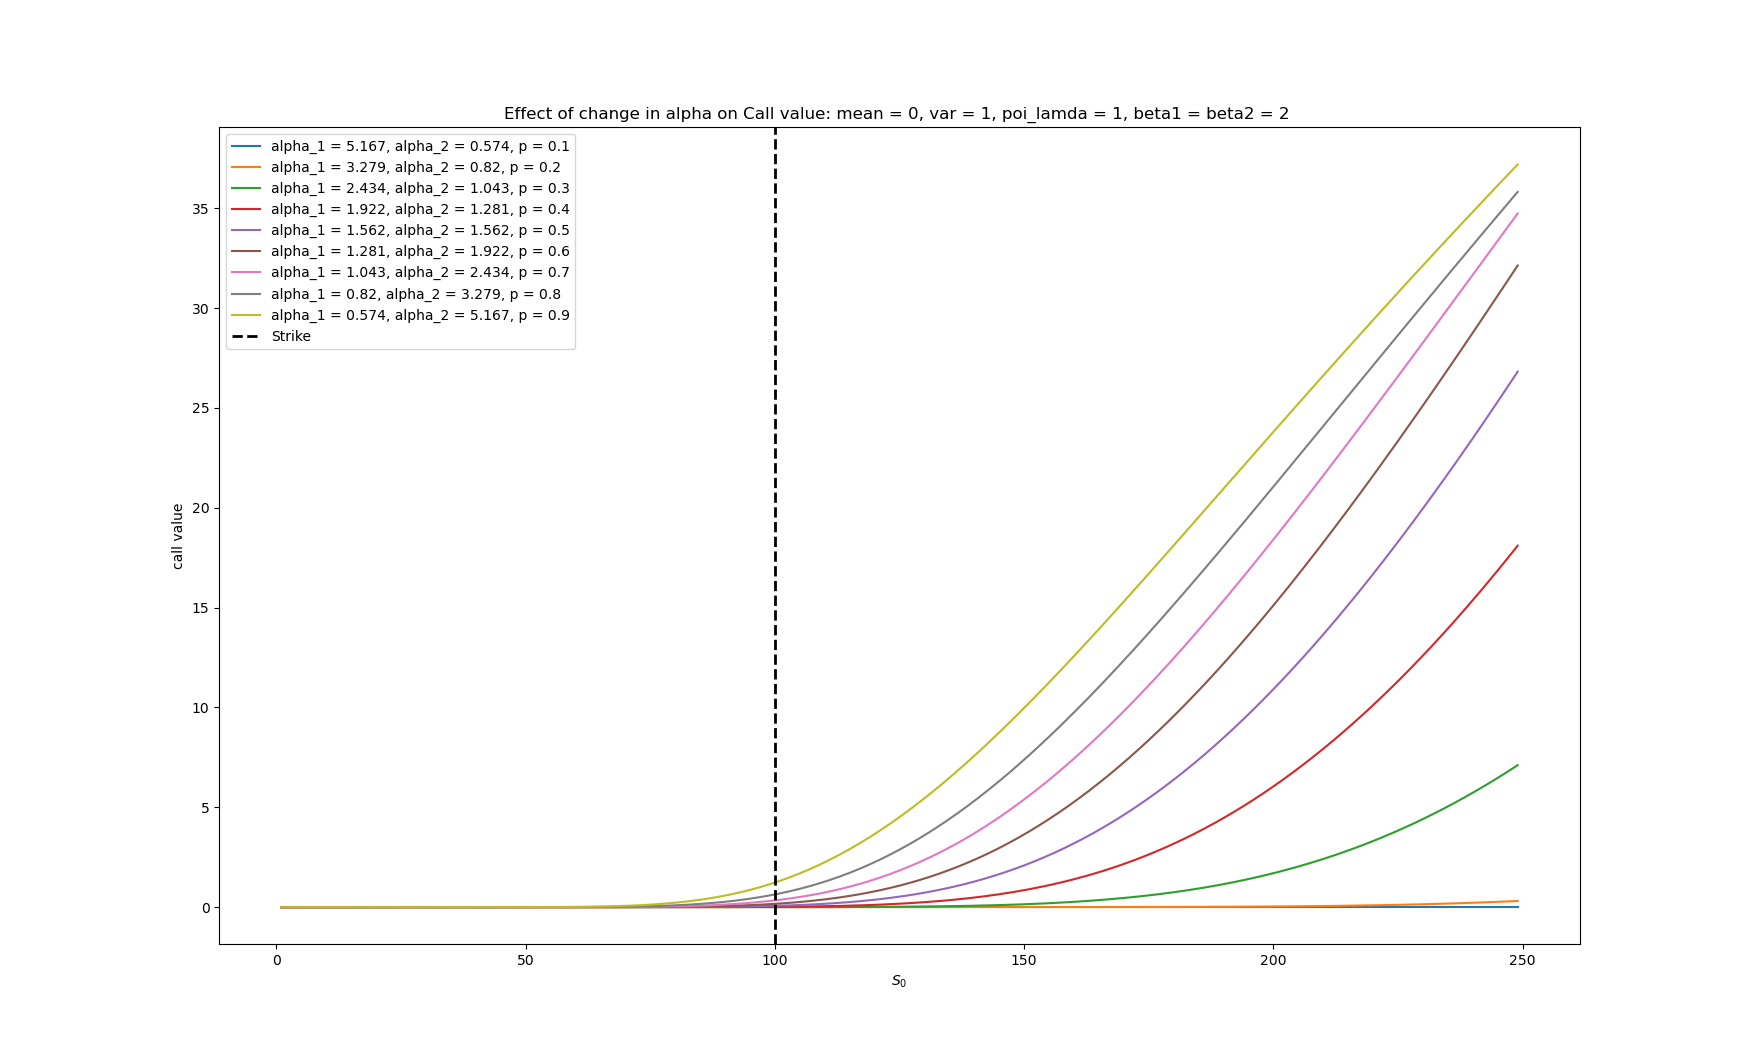 Effect of change in alpha on Call value: mean = 0, var = 1, poi_lamda = 1, beta1 = beta2 = 2
alpha_1 = 5.167, alpha_2 = 0.574, p = 0.1
alpha_1 = 3.279, alpha_2 = 0.82, p = 0.2
alpha_1 = 2.434, alpha_2 = 1.043, p = 0.3
alpha_1 = 1.922, alpha_2 = 1.281, p = 0.4
alpha_1 = 1.562, alpha_2 = 1.562, p = 0.5
alpha_1 = 1.281, alpha_2 = 1.922, p = 0.6
alpha_1 = 1.043, alpha_2 = 2.434, p = 0.7
alpha_1 = 0.82, alpha_2 = 3.279, p = 0.8
alpha_1 = 0.574, alpha_2 = 5.167, p = 0.9
Strike
35
30
25
20
15
10
5
0
call value
0 50 100 150 200 250
S₀